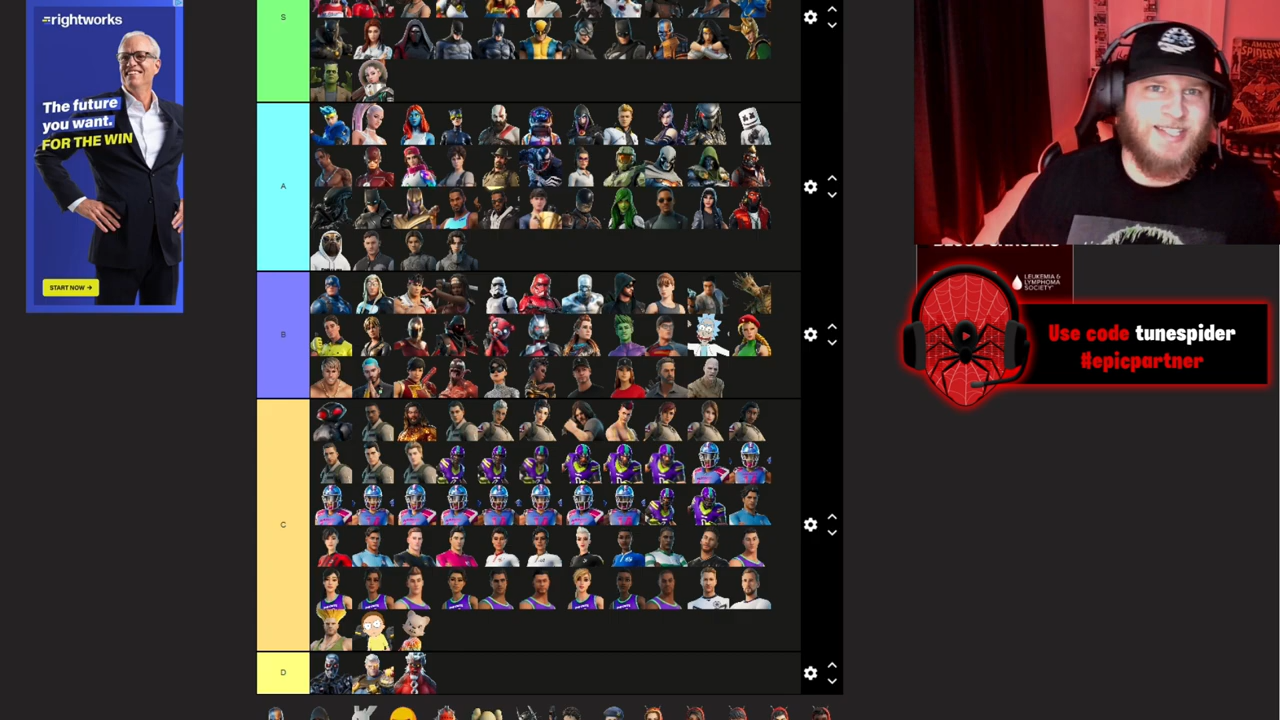 rightworks
The future
you want.
FOR THE WIN
START NOW →
S
A
B
C
D
LEUKEMIA &
LYMPHOMA
SOCIETY
Use code tunespider
#epicpartner